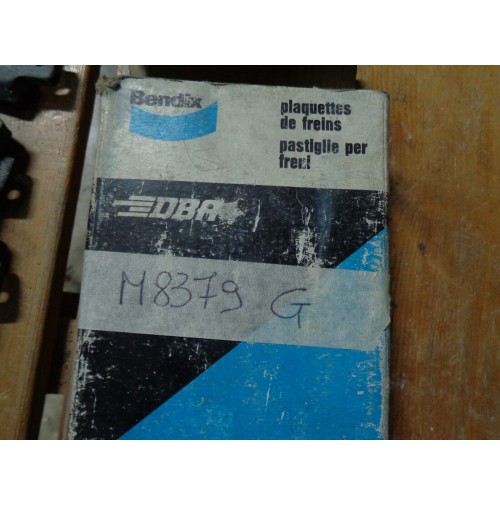 Bendix
plaquettes
de freins
pastiglie per
freni
DBA
M8379 G